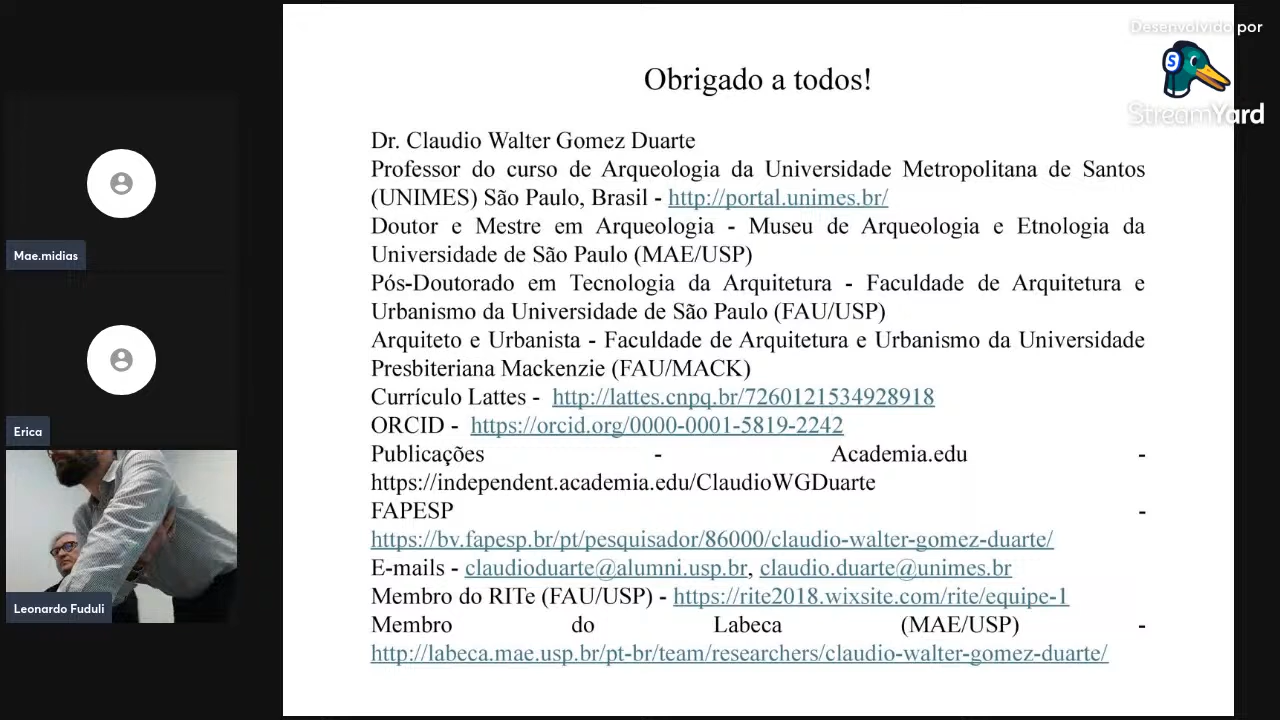 Desenvolvido por
StreamYard
Obrigado a todos!
Dr. Claudio Walter Gomez Duarte
Professor do curso de Arqueologia da Universidade Metropolitana de Santos
(UNIMES) São Paulo, Brasil - http://portal.unimes.br/
Doutor e Mestre em Arqueologia - Museu de Arqueologia e Etnologia da
Universidade de São Paulo (MAE/USP)
Pós-Doutorado em Tecnologia da Arquitetura - Faculdade de Arquitetura e
Urbanismo da Universidade de São Paulo (FAU/USP)
Arquiteto e Urbanista - Faculdade de Arquitetura e Urbanismo da Universidade
Presbiteriana Mackenzie (FAU/MACK)
Currículo Lattes - http://lattes.cnpq.br/7260121534928918
ORCID - https://orcid.org/0000-0001-5819-2242
Publicações - Academia.edu -
https://independent.academia.edu/ClaudioWGDuarte
FAPESP -
https://bv.fapesp.br/pt/pesquisador/86000/claudio-walter-gomez-duarte/
E-mails - claudioduarte@alumni.usp.br, claudio.duarte@unimes.br
Membro do RITe (FAU/USP) - https://rite2018.wixsite.com/rite/equipe-1
Membro do Labeca (MAE/USP) -
http://labeca.mae.usp.br/pt-br/team/researchers/claudio-walter-gomez-duarte/
Mae.midias
Erica
Leonardo Fuduli